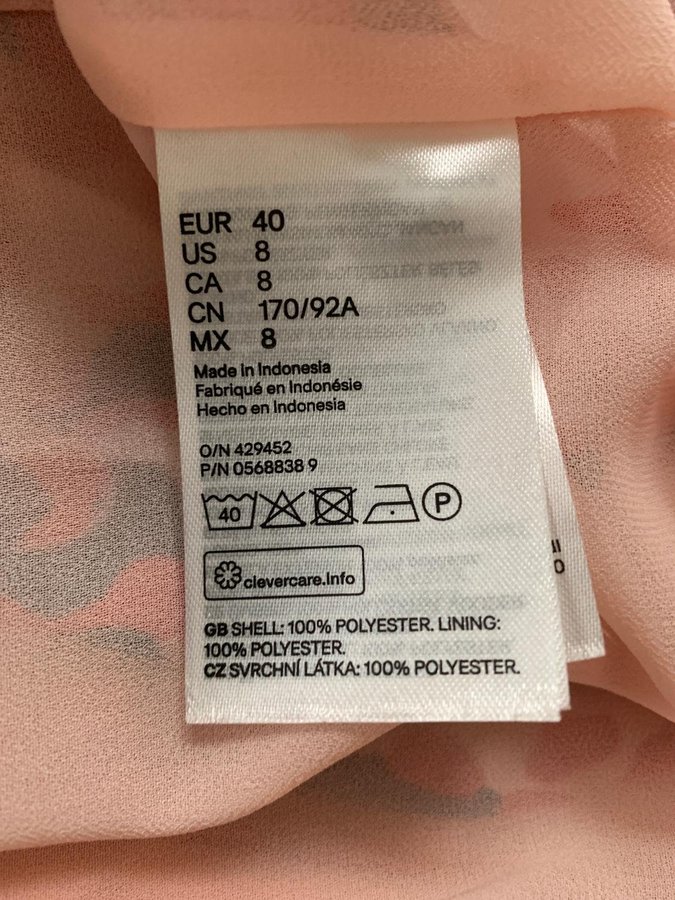 EUR 40
US 8
CA 8
CN 170/92A
MX 8
Made in Indonesia
Fabriqué en Indonésie
Hecho en Indonesia
O/N 429452
P/N 0568838 9
40 P
clevercare.info
GB SHELL: 100% POLYESTER. LINING:
100% POLYESTER.
CZ SVRCHNÍ LÁTKA: 100% POLYESTER.